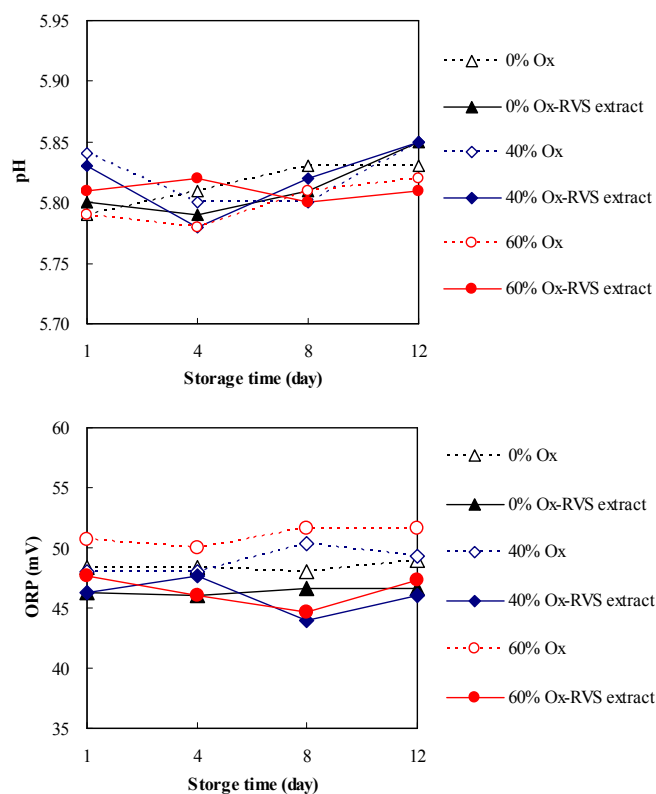 5.95
5.90
5.85
5.80
5.75
5.70
pH
1
4
8
12
Storage time (day)
0% Ox
0% Ox-RVS extract
40% Ox
40% Ox-RVS extract
60% Ox
60% Ox-RVS extract
60
55
50
45
40
35
ORP (mV)
1
4
8
12
Storge time (day)
0% Ox
0% Ox-RVS extract
40% Ox
40% Ox-RVS extract
60% Ox
60% Ox-RVS extract